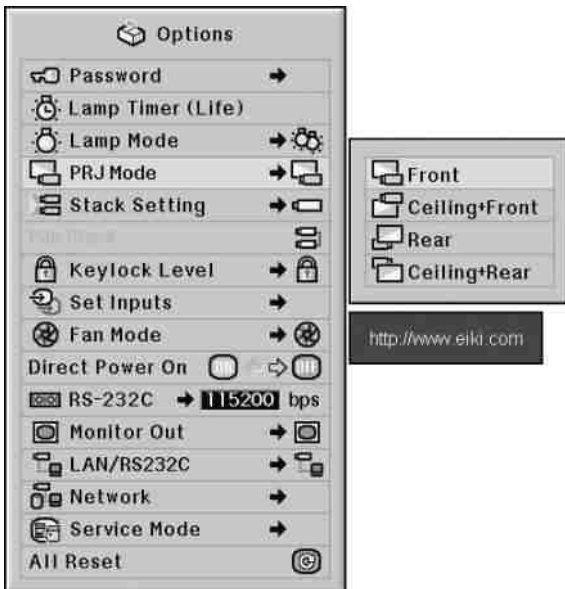 Options
Password
Lamp Timer (Life)
Lamp Mode
PRJ Mode
Stack Setting
Keylock Level
Set Inputs
Fan Mode
Direct Power On
RS-232C 115200 bps
Monitor Out
LAN/RS232C
Network
Service Mode
All Reset
Front
Ceiling+Front
Rear
Ceiling+Rear
http://www.eiki.com